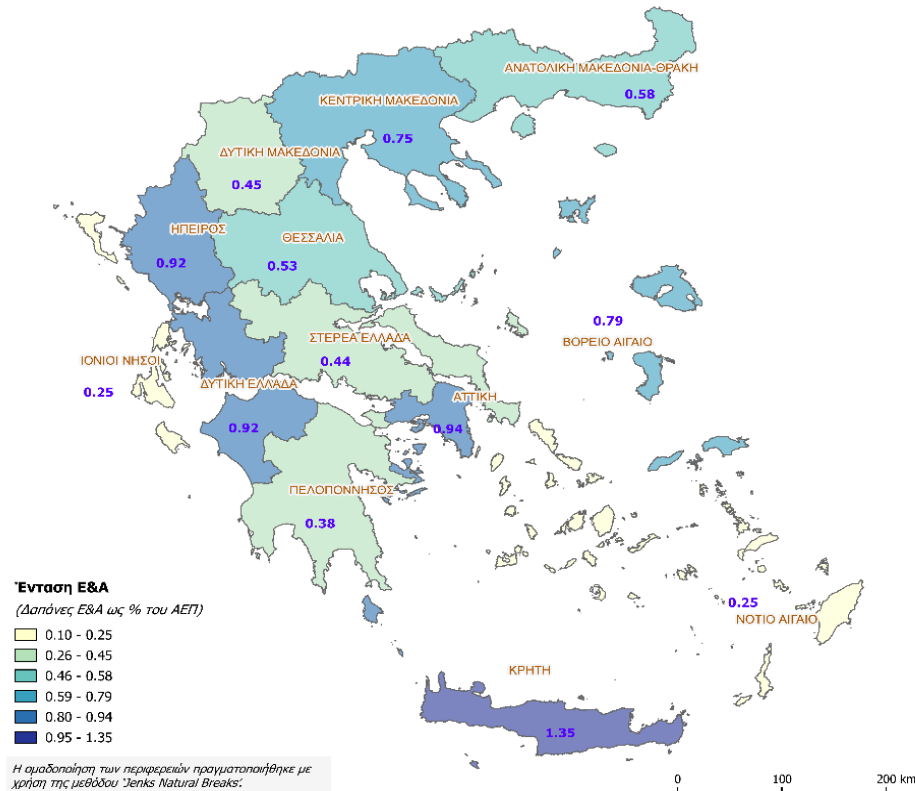 ΑΝΑΤΟΛΙΚΗ ΜΑΚΕΔΟΝΙΑ-ΘΡΑΚΗ
0.58
ΚΕΝΤΡΙΚΗ ΜΑΚΕΔΟΝΙΑ
0.75
ΔΥΤΙΚΗ ΜΑΚΕΔΟΝΙΑ
0.45
ΗΠΕΙΡΟΣ
0.92
ΘΕΣΣΑΛΙΑ
0.53
0.79
ΒΟΡΕΙΟ ΑΙΓΑΙΟ
ΣΤΕΡΕΑ ΕΛΛΑΔΑ
0.44
ΙΟΝΙΟΙ ΝΗΣΟΙ
0.25
ΔΥΤΙΚΗ ΕΛΛΑΔΑ
0.92
ΑΤΤΙΚΗ
0.94
ΠΕΛΟΠΟΝΝΗΣΟΣ
0.38
0.25
ΝΟΤΙΟ ΑΙΓΑΙΟ
ΚΡΗΤΗ
1.35
Ένταση Ε&Α
(Δαπάνες Ε&Α ως % του ΑΕΠ)
0.10 - 0.25
0.26 - 0.45
0.46 - 0.58
0.59 - 0.79
0.80 - 0.94
0.95 - 1.35
Η ομαδοποίηση των περιφερειών πραγματοποιήθηκε με
χρήση της μεθόδου 'Jenks Natural Breaks'.
0 100 200 km